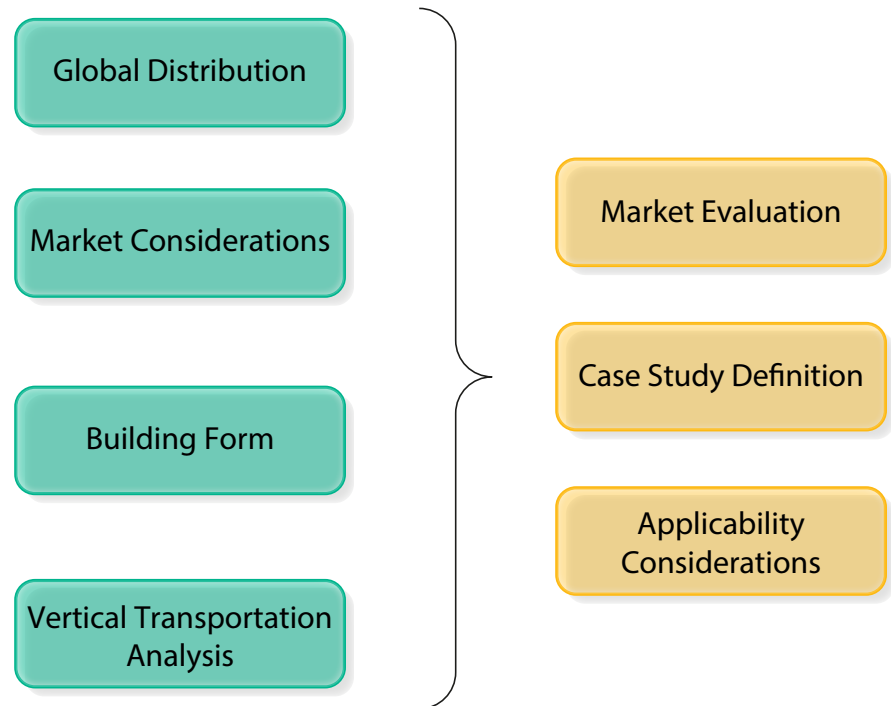 Global Distribution
Market Considerations
Building Form
Vertical Transportation
Analysis
Market Evaluation
Case Study Definition
Applicability
Considerations